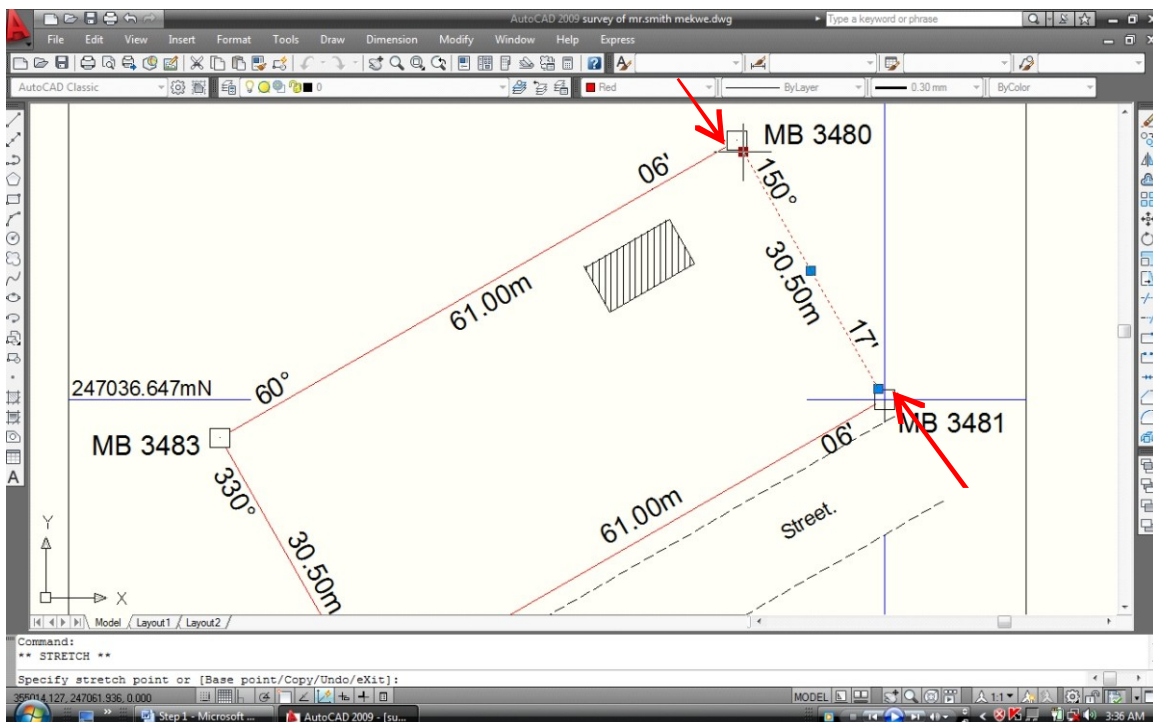 AutoCAD 2009 survey of mr.smith mekwe.dwg
Type a keyword or phrase
File Edit View Insert Format Tools Draw Dimension Modify Window Help Express
AutoCAD Classic
0
Red
ByLayer
0.30 mm
ByColor
MB 3480
06'
150°
61.00m
30.50m
17'
247036.647mN
60°
MB 3483
MB 3481
06'
330°
61.00m
Street.
30.50m
Y
X
Model Layout1 Layout2
Command:
** STRETCH **
Specify stretch point or [Base point/Copy/Undo/eXit]:
355014.127, 247061.936, 0.000
MODEL
1:1
Step 1 - Microsoft ...
AutoCAD 2009 - [su...
3:36 AM